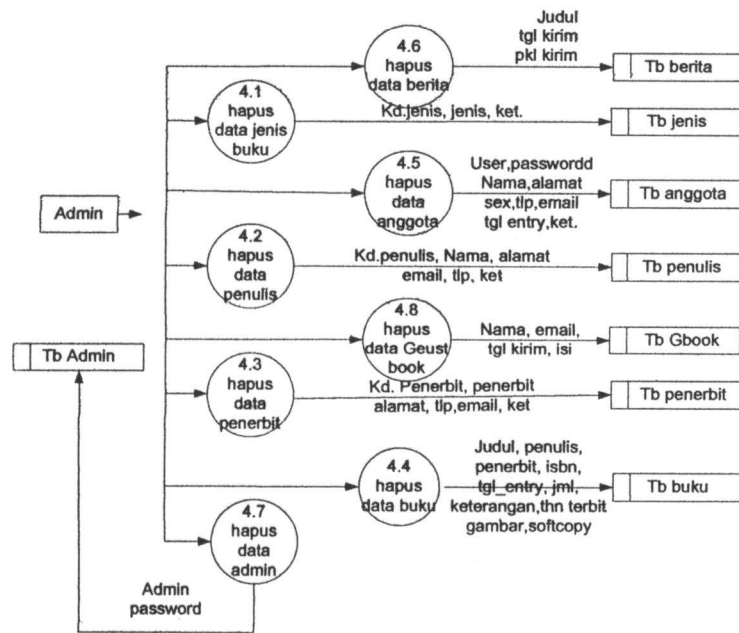 Judul
tgl kirim
pkl kirim
4.6
hapus
data berita
Tb berita
4.1
hapus
data jenis
buku
Kd.jenis, jenis, ket.
Tb jenis
4.5
hapus
data
anggota
User,passwordd
Nama,alamat
sex,tlp,email
tgl entry,ket.
Tb anggota
Admin
4.2
hapus
data
penulis
Kd.penulis, Nama, alamat
email, tlp, ket
Tb penulis
4.8
hapus
data Geust
book
Nama, email,
tgl kirim, isi
Tb Gbook
Tb Admin
4.3
hapus
data
penerbit
Kd. Penerbit, penerbit
alamat, tlp,email, ket
Tb penerbit
4.4
hapus
data buku
Judul, penulis,
penerbit, isbn,
tgl_entry, jml,
keterangan,thn terbit
gambar,softcopy
Tb buku
4.7
hapus
data
admin
Admin
password